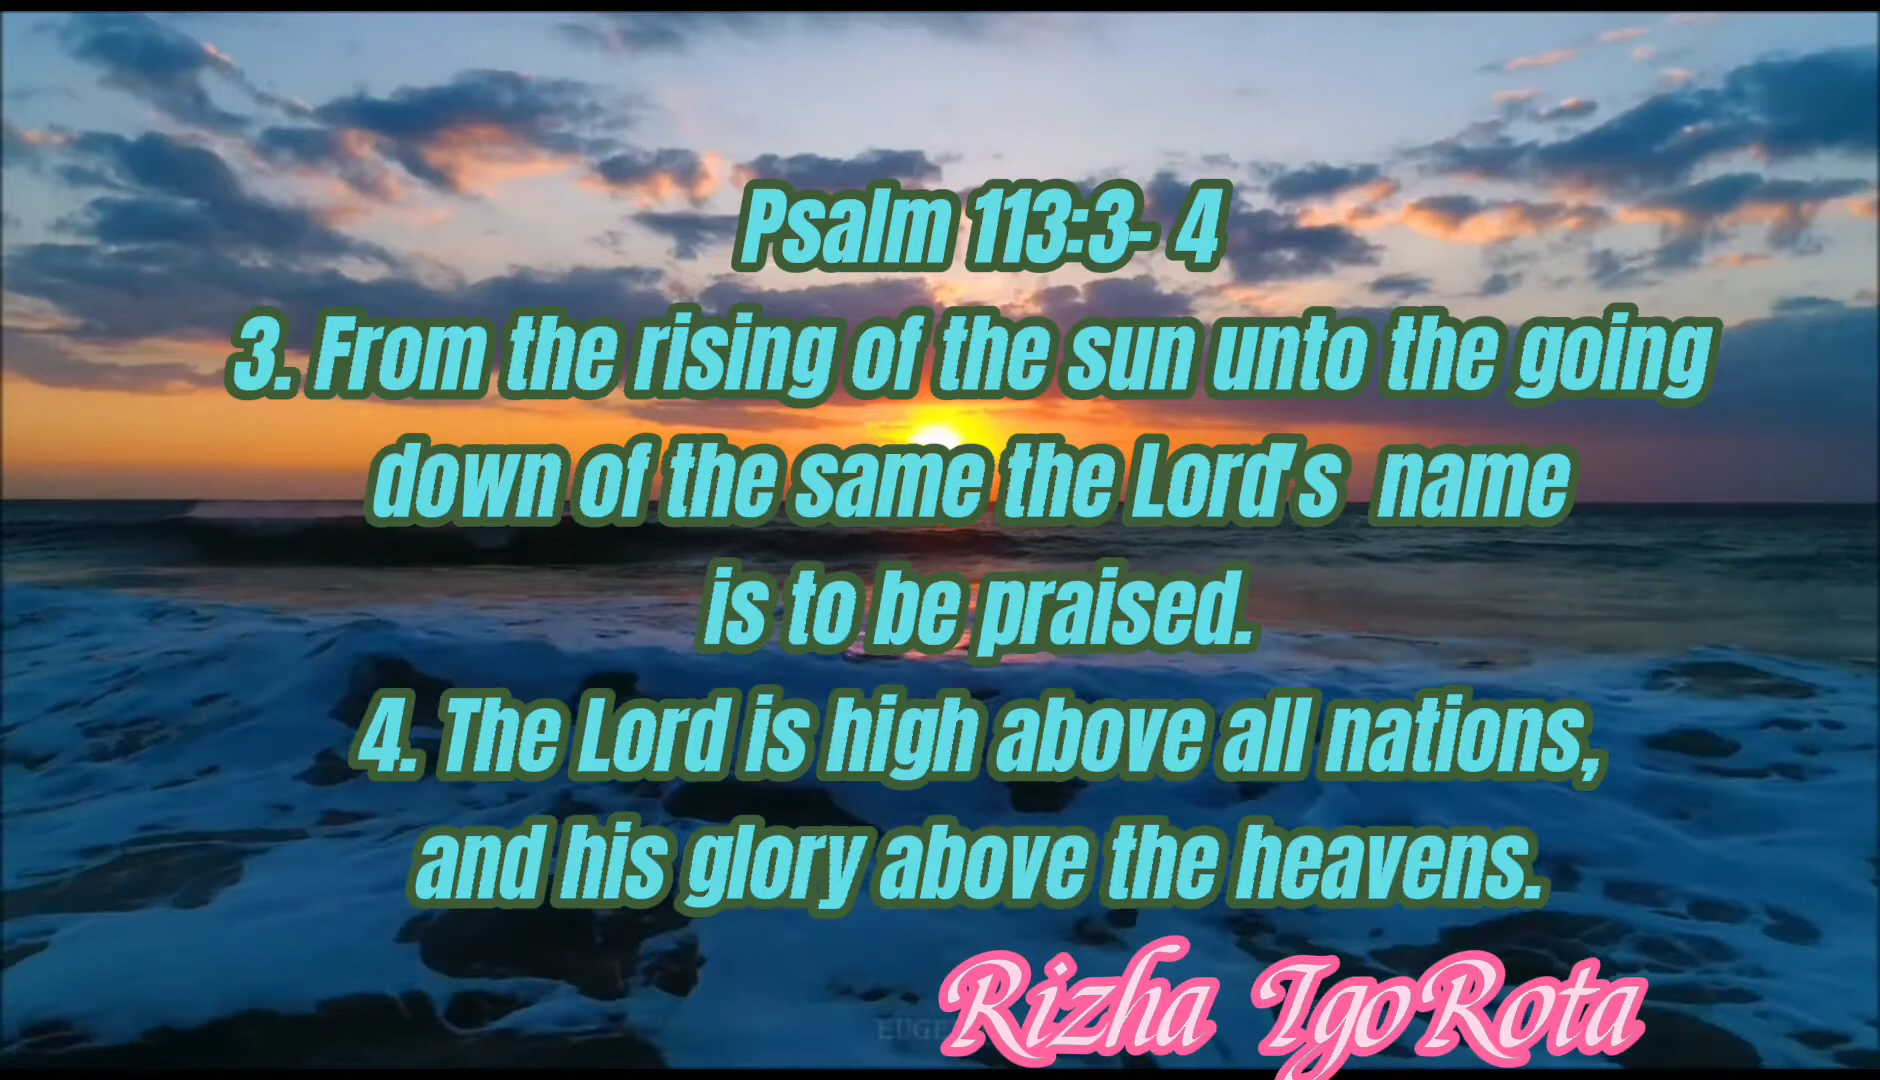 Psalm 113:3- 4
3. From the rising of the sun unto the going
down of the same the Lord's name
is to be praised.
4. The Lord is high above all nations,
and his glory above the heavens.
Rizha IgoRota